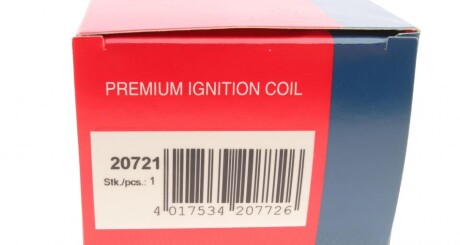 PREMIUM IGNITION COIL
20721
Stk./pcs.: 1
4 017534 207726